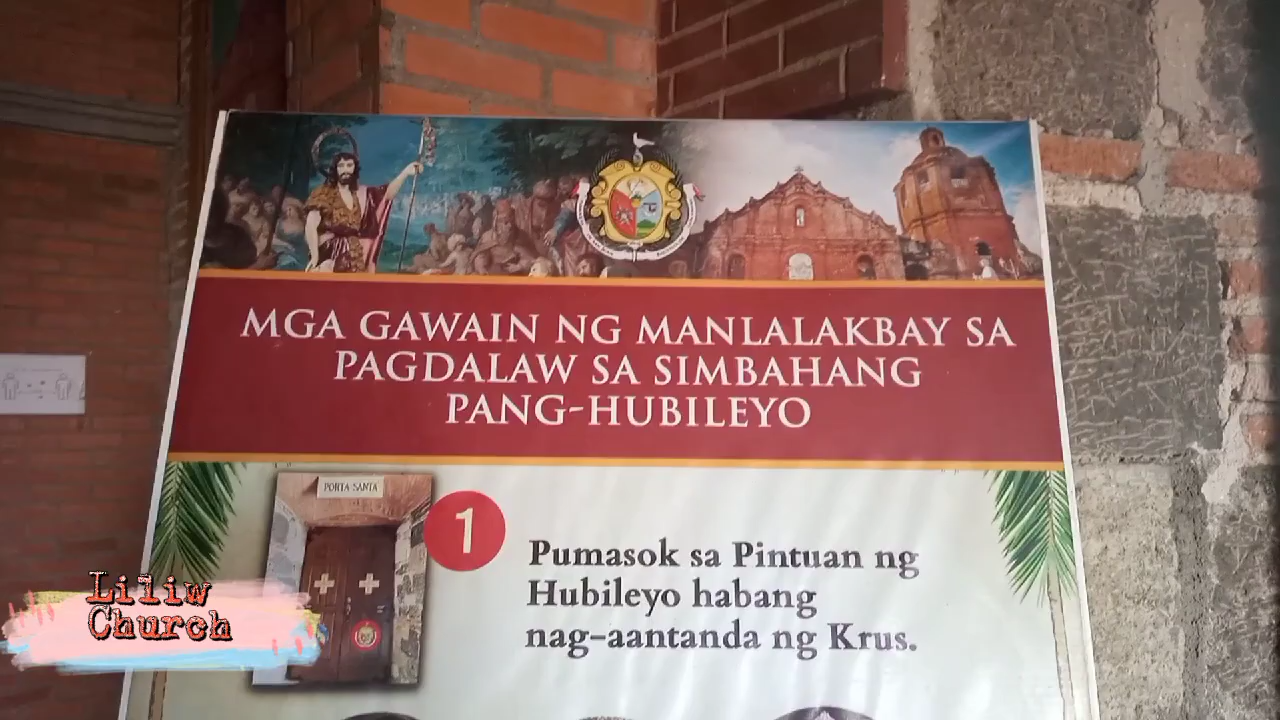 MGA GAWAIN NG MANLALAKBAY SA
PAGDALAW SA SIMBAHANG
PANG-HUBILEYO
PORTA SANTA
1
Pumasok sa Pintuan ng
Hubileyo habang
nag-aantanda ng Krus.
Liliw
Church